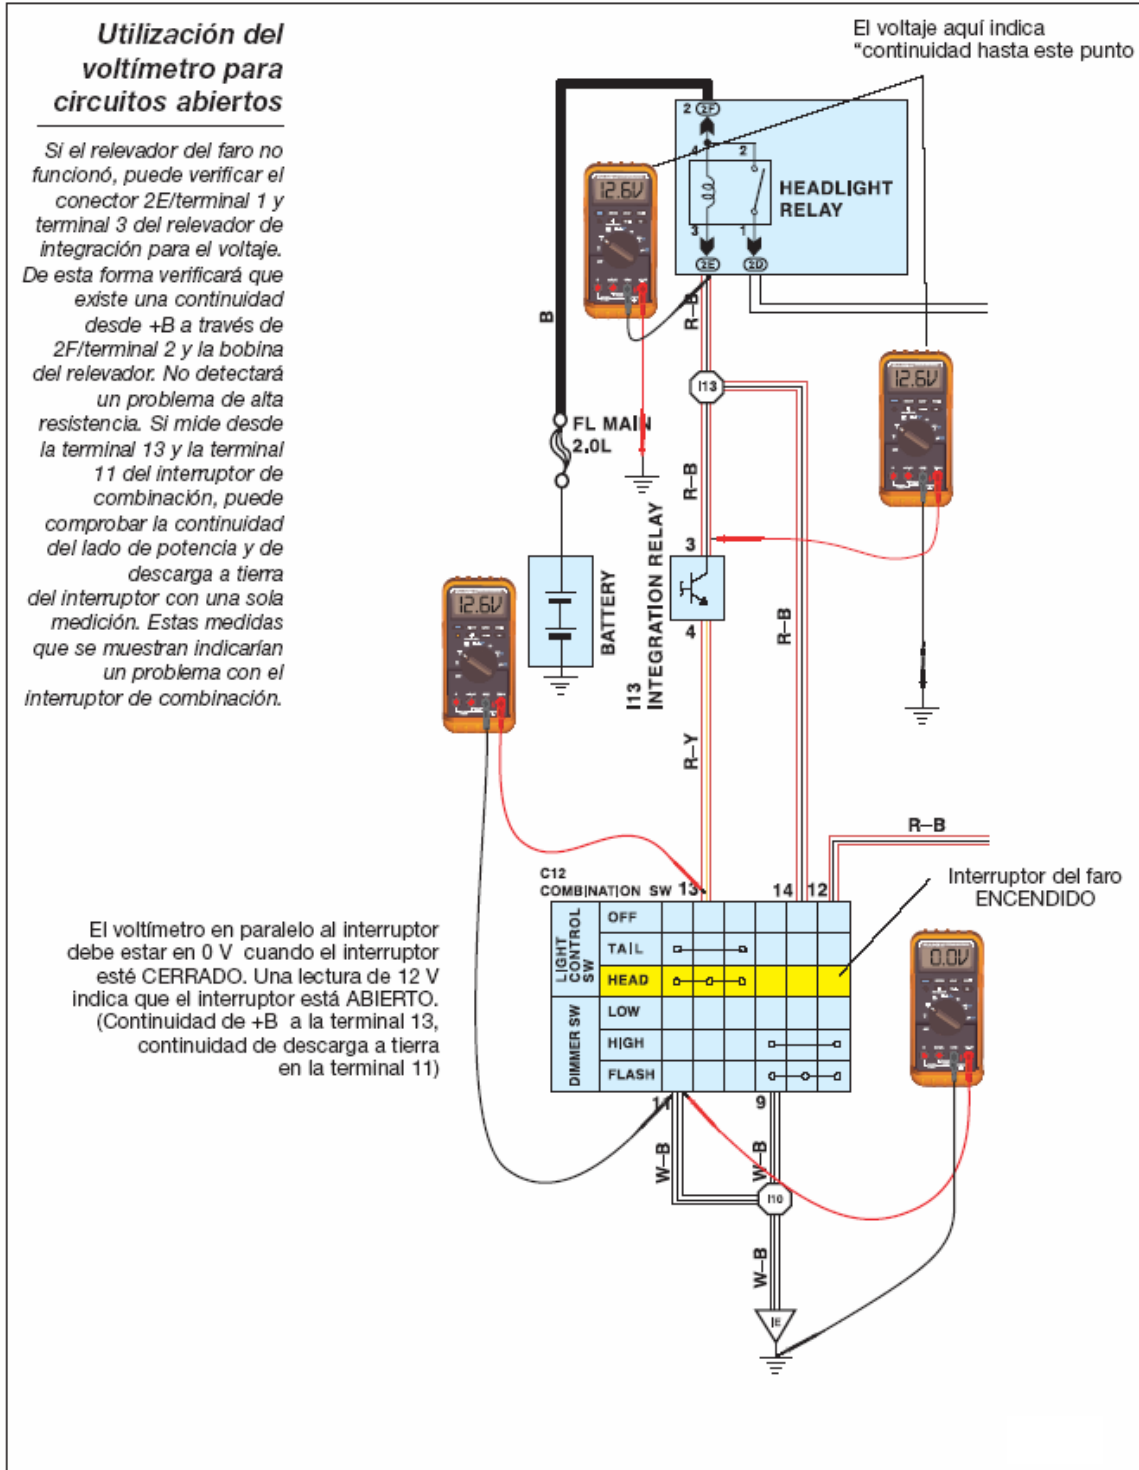 Utilización del
voltímetro para
circuitos abiertos
Si el relevador del faro no
funcionó, puede verificar el
conector 2E/terminal 1 y
terminal 3 del relevador de
integración para el voltaje.
De esta forma verificará que
existe una continuidad
desde +B a través de
2F/terminal 2 y la bobina
del relevador. No detectará
un problema de alta
resistencia. Si mide desde
la terminal 13 y la terminal
11 del interruptor de
combinación, puede
comprobar la continuidad
del lado de potencia y de
descarga a tierra
del interruptor con una sola
medición. Estas medidas
que se muestran indicarían
un problema con el
interruptor de combinación.
El voltaje aquí indica
“continuidad hasta este punto
2 2F
4 2
HEADLIGHT
RELAY
3 1
2E 2D
12.6V
B
R–B
I13
12.6V
FL MAIN
2.0L
R–B
3
I13
INTEGRATION RELAY
4
BATTERY
12.6V
R–B
R–Y
R–B
C12
COMBINATION SW 13 14 12
Interruptor del faro
ENCENDIDO
LIGHT
CONTROL
SW
OFF
TAIL
HEAD
DIMMER SW
LOW
HIGH
FLASH
0.0V
El voltímetro en paralelo al interruptor
debe estar en 0 V cuando el interruptor
esté CERRADO. Una lectura de 12 V
indica que el interruptor está ABIERTO.
(Continuidad de +B a la terminal 13,
continuidad de descarga a tierra
en la terminal 11)
11 9
W–B W–B
I10
W–B
IE